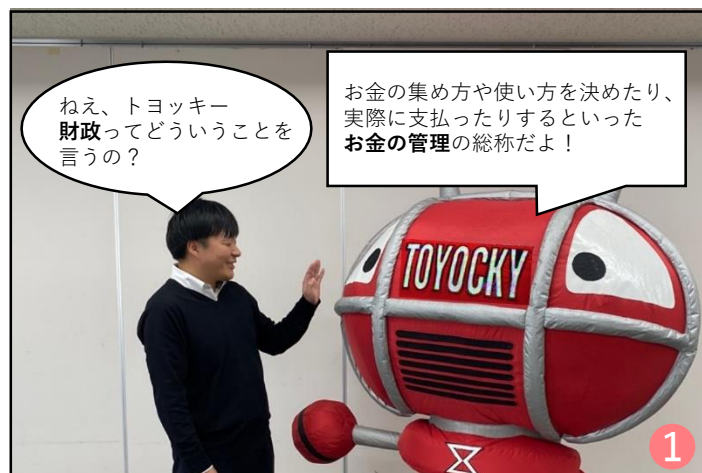 ねえ、トヨッキー
財政ってどういうことを
言うの？
お金の集め方や使い方を決めたり、
実際に支払ったりするといった
お金の管理の総称だよ！
TOYOCKY
1